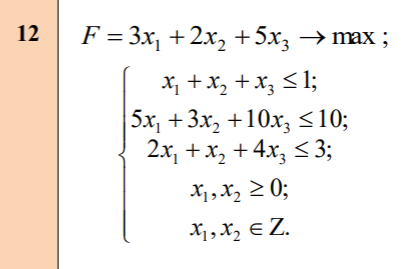 12 F = 3x₁ + 2x₂ + 5x₃ → max ;
x₁ + x₂ + x₃ ≤ 1;
5x₁ + 3x₂ + 10x₃ ≤ 10;
2x₁ + x₂ + 4x₃ ≤ 3;
x₁, x₂ ≥ 0;
x₁, x₂ ∈ Z.